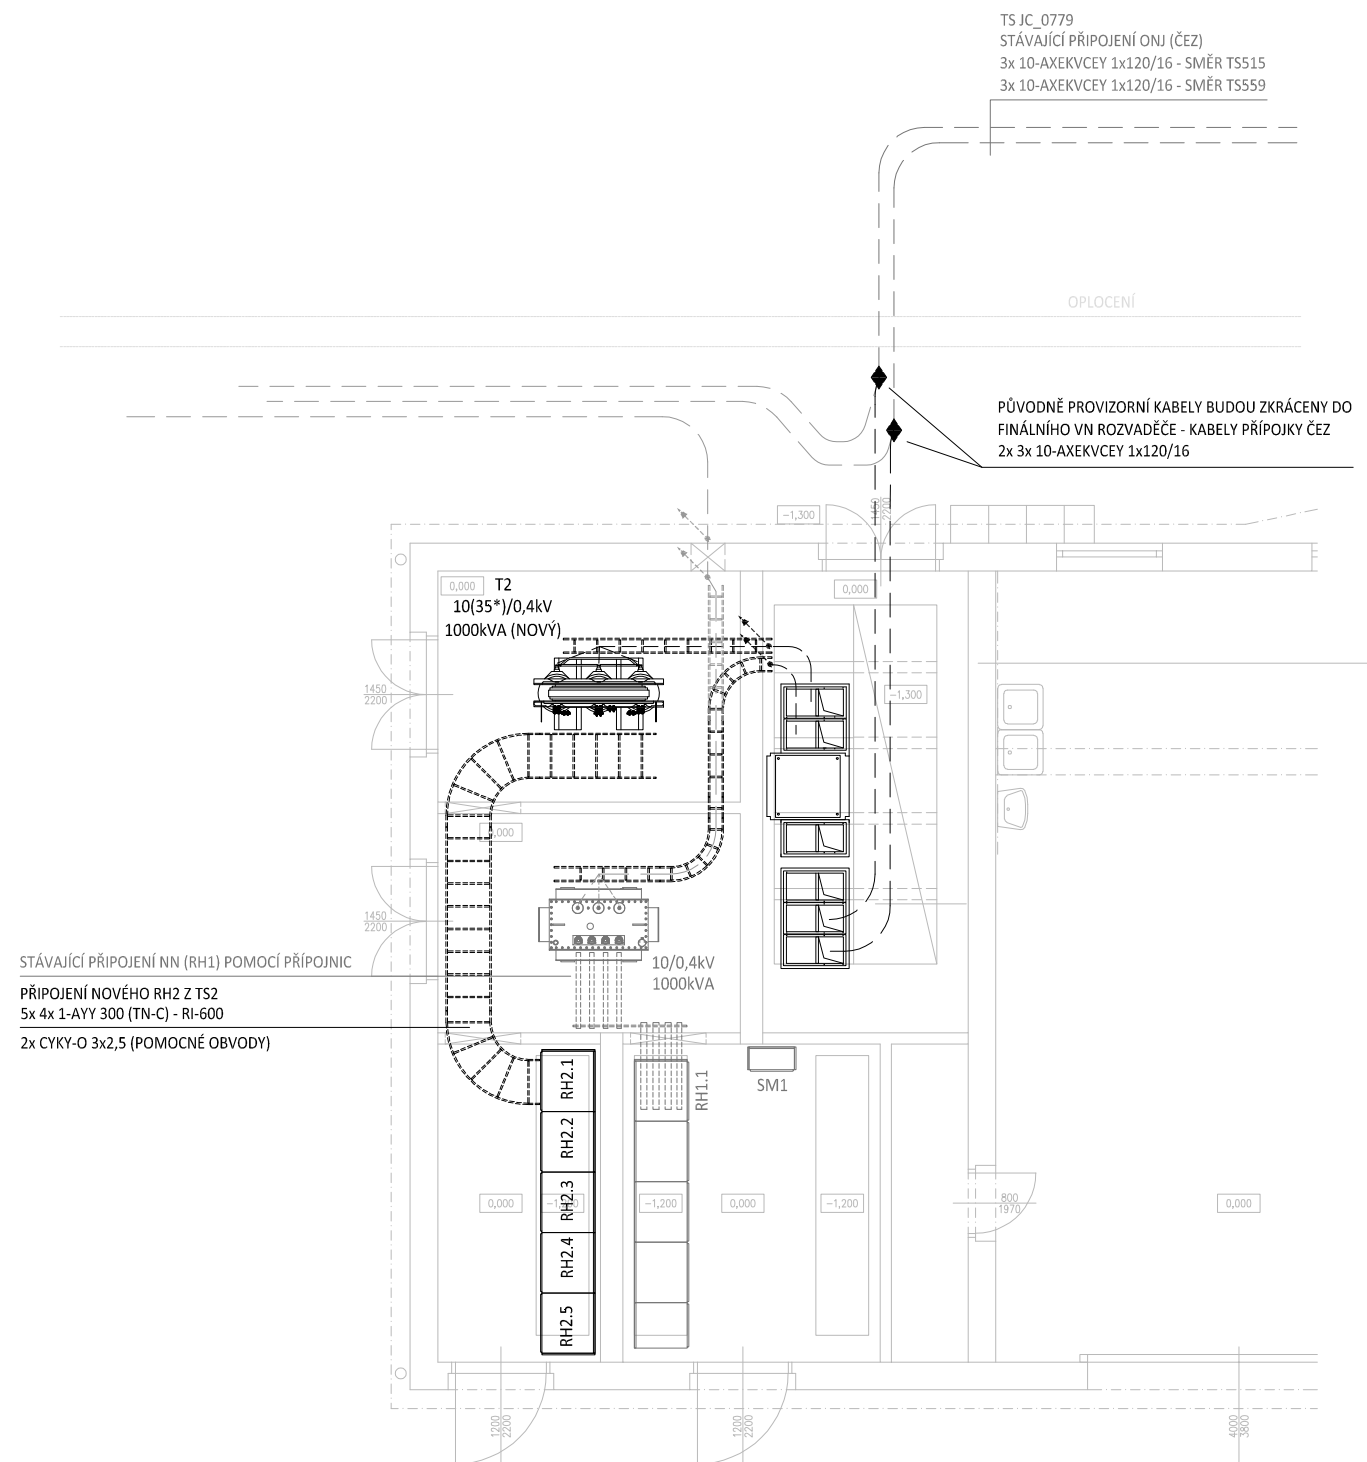 TS JC_0779
STÁVAJÍCÍ PŘIPOJENÍ ONJ (ČEZ)
3x 10-AXEKVCEY 1x120/16 - SMĚR TS515
3x 10-AXEKVCEY 1x120/16 - SMĚR TS559
OPLOCENÍ
PŮVODNĚ PROVIZORNÍ KABELY BUDOU ZKRÁCENY DO
FINÁLNÍHO VN ROZVADĚČE - KABELY PŘÍPOJKY ČEZ
2x 3x 10-AXEKVCEY 1x120/16
-1,300
1450
2200
0,000
T2
10(35*)/0,4kV
1000kVA (NOVÝ)
0,000
1450
2200
-1,300
0,000
1450
2200
10/0,4kV
1000kVA
STÁVAJÍCÍ PŘIPOJENÍ NN (RH1) POMOCÍ PŘÍPOJNIC
PŘIPOJENÍ NOVÉHO RH2 Z TS2
5x 4x 1-AYY 300 (TN-C) - RI-600
2x CYKY-O 3x2,5 (POMOCNÉ OBVODY)
RH2.1
RH2.2
RH2.3
RH2.4
RH2.5
RH1.1
SM1
0,000
-1,200
0,000
-1,200
800
1970
0,000
1200
2200
1200
2200
4000
3800